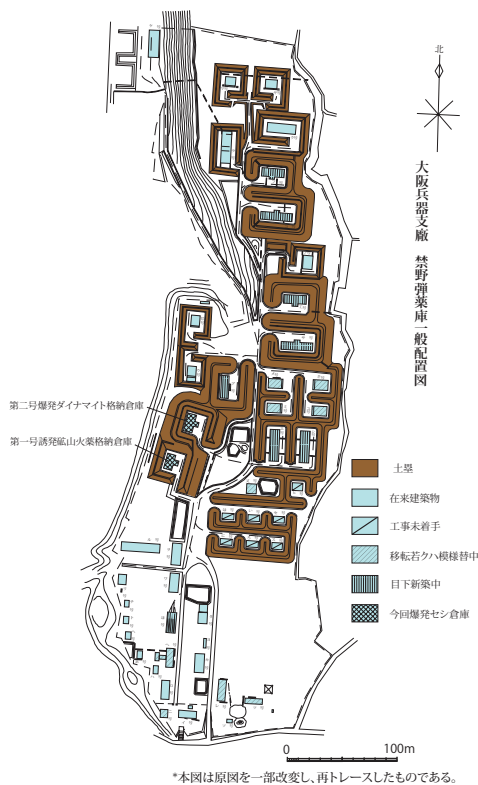 北
大阪兵器支廠　禁野弾薬庫一般配置図
第二号爆発ダイナマイト格納倉庫
第一号誘発砿山火薬格納倉庫
土塁
在来建築物
工事未着手
移転若クハ模様替中
目下新築中
今回爆発セシ倉庫
0 100m
*本図は原図を一部改変し、再トレースしたものである。